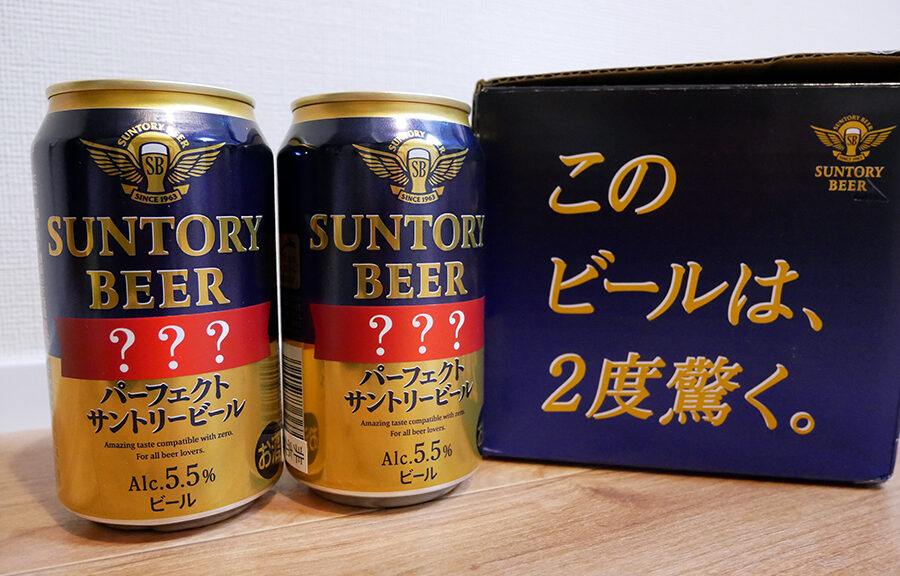 SUNTORY BEER
SB
SINCE 1963
SUNTORY
BEER
? ? ?
パーフェクト
サントリービール
Amazing taste compatible with zero.
For all beer lovers.
Alc.5.5%
ビール
お酒
SUNTORY BEER
SB
SINCE 1963
SUNTORY
BEER
? ? ?
パーフェクト
サントリービール
Amazing taste compatible with zero.
For all beer lovers.
Alc.5.5%
ビール
SUNTORY BEER
SINCE 1963
SUNTORY
BEER
この
ビールは、
2度驚く。